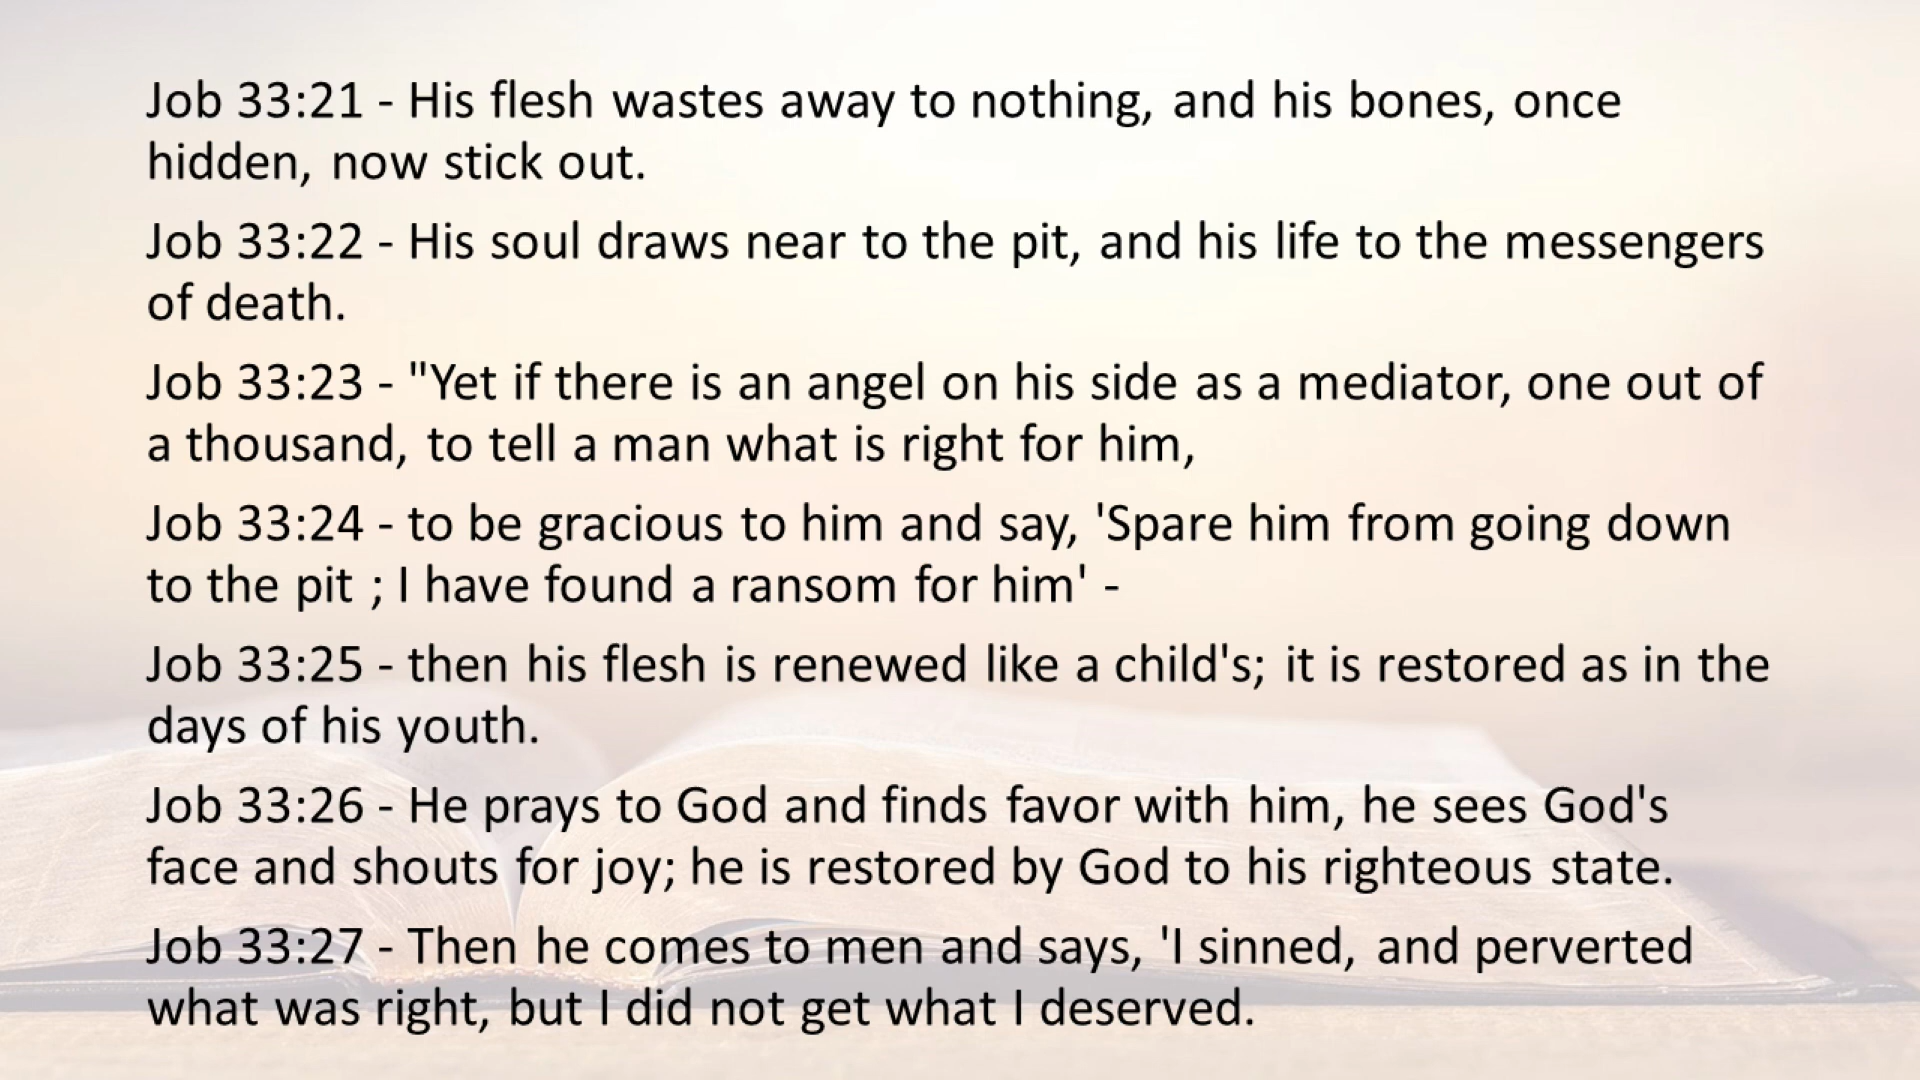 Job 33:21 - His flesh wastes away to nothing, and his bones, once
hidden, now stick out.
Job 33:22 - His soul draws near to the pit, and his life to the messengers
of death.
Job 33:23 - "Yet if there is an angel on his side as a mediator, one out of
a thousand, to tell a man what is right for him,
Job 33:24 - to be gracious to him and say, 'Spare him from going down
to the pit ; I have found a ransom for him' -
Job 33:25 - then his flesh is renewed like a child's; it is restored as in the
days of his youth.
Job 33:26 - He prays to God and finds favor with him, he sees God's
face and shouts for joy; he is restored by God to his righteous state.
Job 33:27 - Then he comes to men and says, 'I sinned, and perverted
what was right, but I did not get what I deserved.